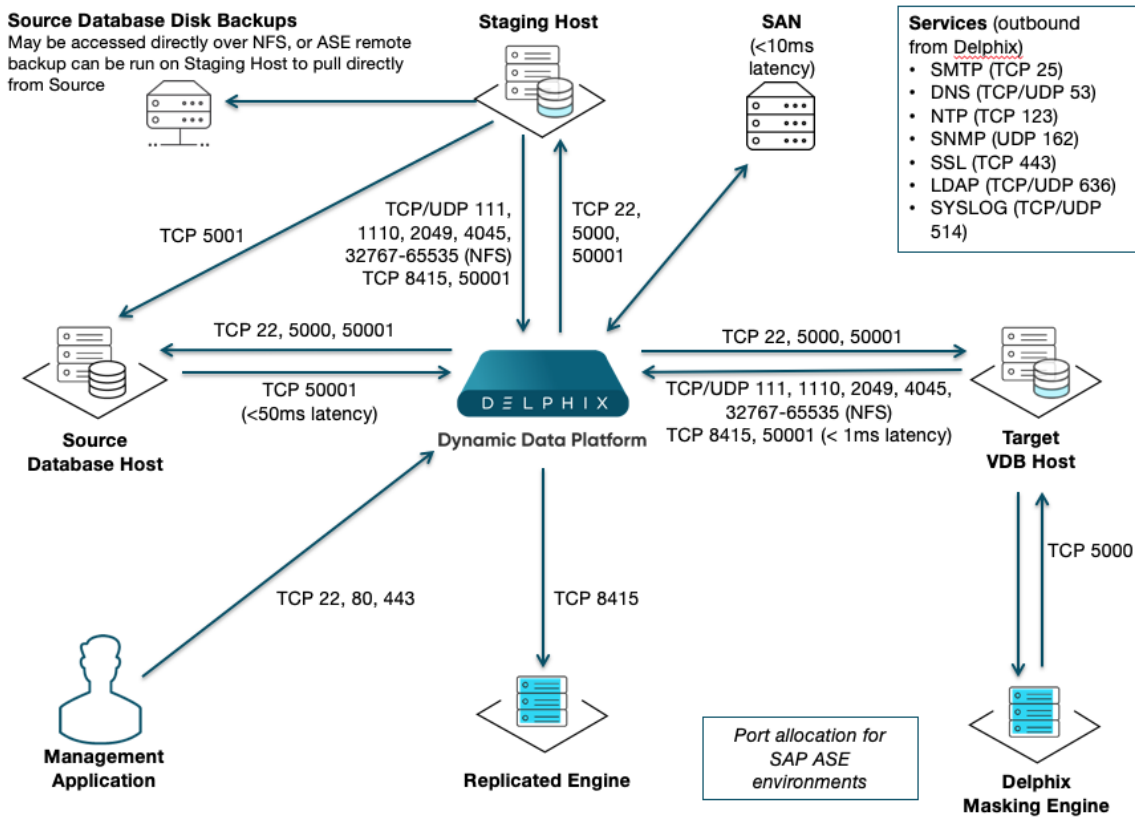 Source Database Disk Backups
May be accessed directly over NFS, or ASE remote
backup can be run on Staging Host to pull directly
from Source
Staging Host
SAN
(<10ms
latency)
Services (outbound
from Delphix)
• SMTP (TCP 25)
• DNS (TCP/UDP 53)
• NTP (TCP 123)
• SNMP (UDP 162)
• SSL (TCP 443)
• LDAP (TCP/UDP 636)
• SYSLOG (TCP/UDP
514)
TCP 5001
TCP/UDP 111,
1110, 2049, 4045,
32767-65535 (NFS)
TCP 8415, 50001
TCP 22,
5000,
50001
TCP 22, 5000, 50001
TCP 50001
(<50ms latency)
Source
Database Host
DELPHIX
Dynamic Data Platform
TCP 22, 5000, 50001
TCP/UDP 111, 1110, 2049, 4045,
32767-65535 (NFS)
TCP 8415, 50001 (< 1ms latency)
Target
VDB Host
TCP 5000
TCP 22, 80, 443
TCP 8415
Management
Application
Replicated Engine
Port allocation for
SAP ASE
environments
Delphix
Masking Engine